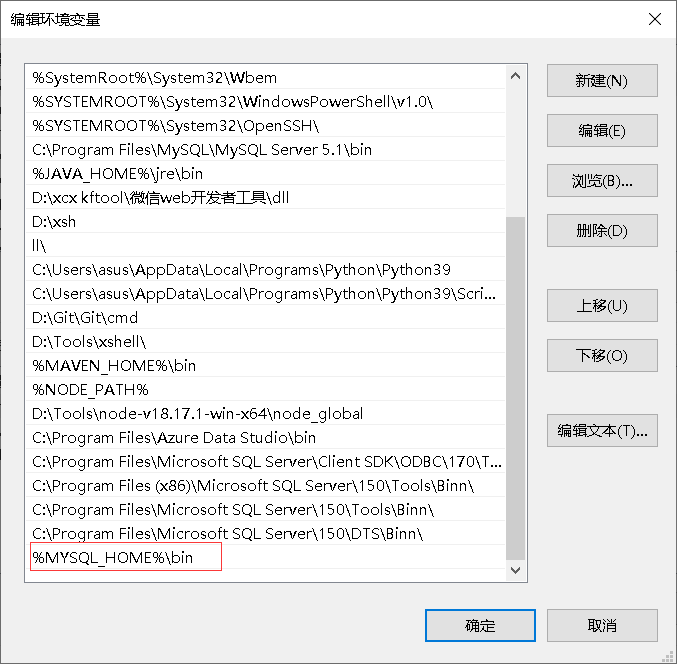 编辑环境变量
%SystemRoot%\System32\Wbem
%SYSTEMROOT%\System32\WindowsPowerShell\v1.0\
%SYSTEMROOT%\System32\OpenSSH\
C:\Program Files\MySQL\MySQL Server 5.1\bin
%JAVA_HOME%\jre\bin
D:\xcx kftool\微信web开发者工具\dll
D:\xsh
ll\
C:\Users\asus\AppData\Local\Programs\Python\Python39
C:\Users\asus\AppData\Local\Programs\Python\Python39\Scri...
D:\Git\Git\cmd
D:\Tools\xshell\
%MAVEN_HOME%\bin
%NODE_PATH%
D:\Tools\node-v18.17.1-win-x64\node_global
C:\Program Files\Azure Data Studio\bin
C:\Program Files\Microsoft SQL Server\Client SDK\ODBC\170\T...
C:\Program Files (x86)\Microsoft SQL Server\150\Tools\Binn\
C:\Program Files\Microsoft SQL Server\150\Tools\Binn\
C:\Program Files\Microsoft SQL Server\150\DTS\Binn\
%MYSQL_HOME%\bin
新建(N)
编辑(E)
浏览(B)...
删除(D)
上移(U)
下移(O)
编辑文本(T)...
确定
取消